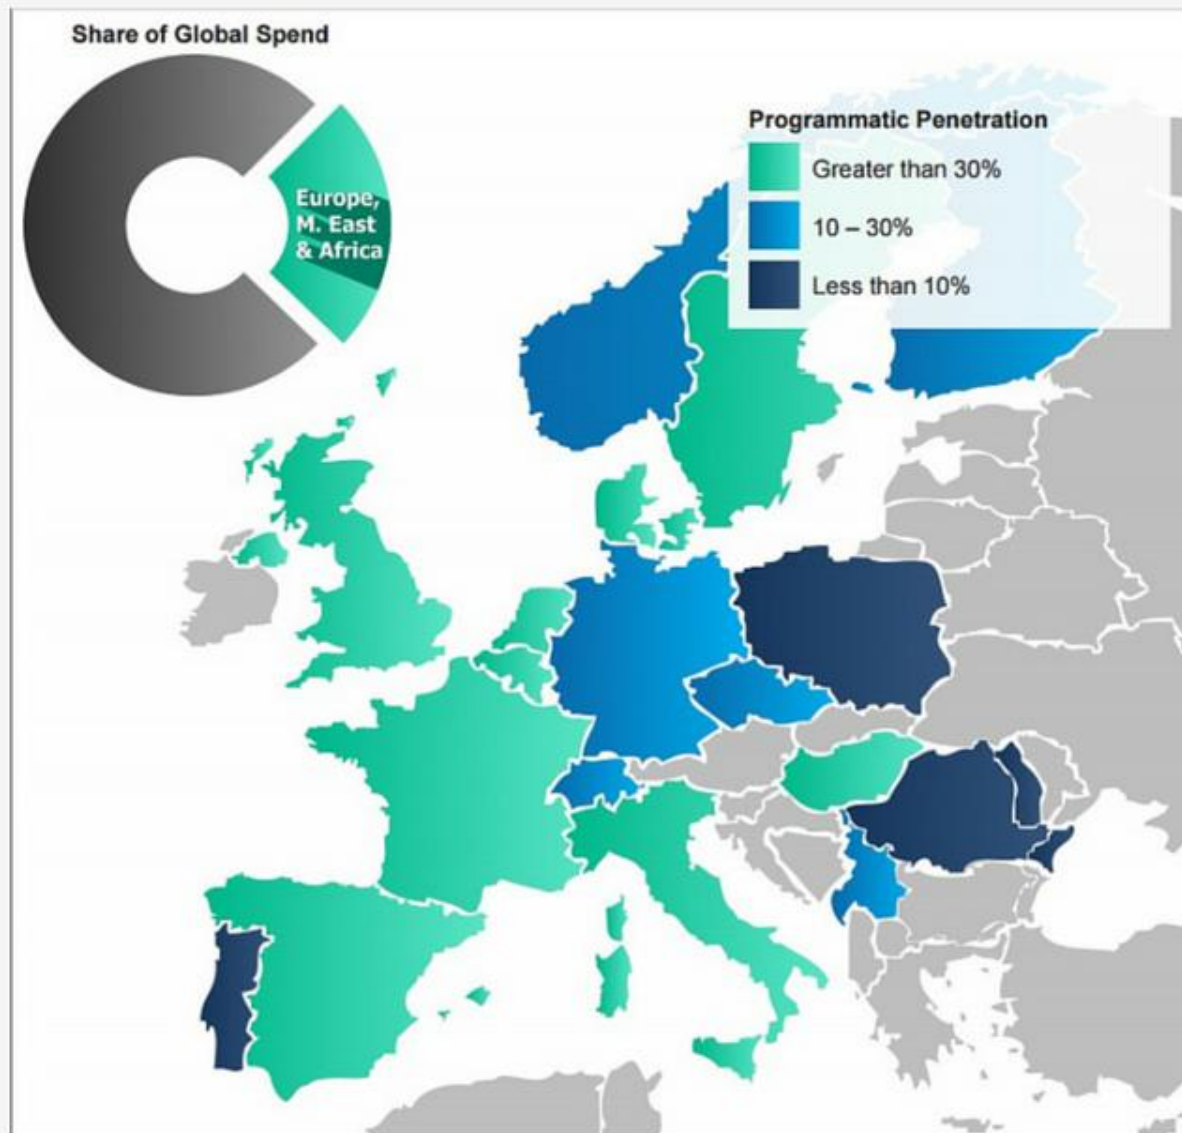 Share of Global Spend
Europe,
M. East
& Africa
Programmatic Penetration
Greater than 30%
10 – 30%
Less than 10%